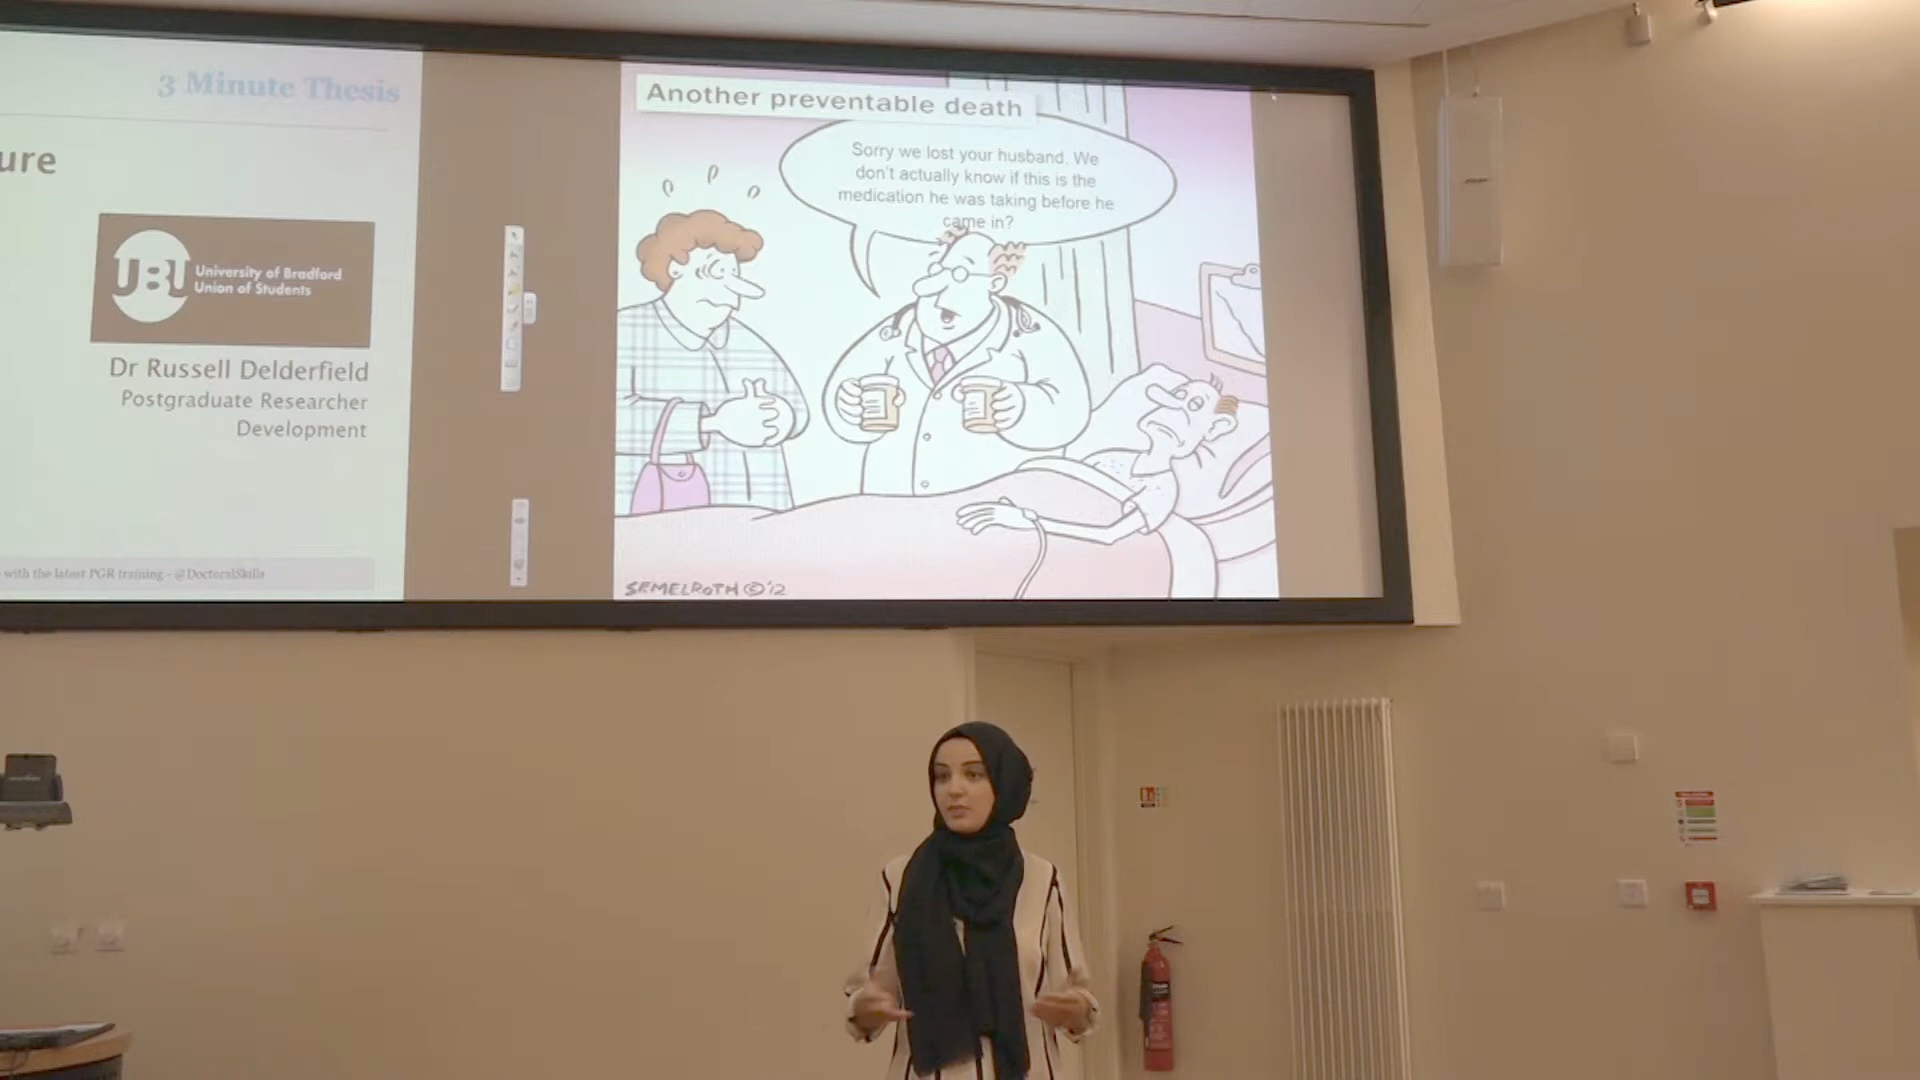 3 Minute Thesis
ure
UBU
University of Bradford
Union of Students
Dr Russell Delderfield
Postgraduate Researcher
Development
with the latest PGR training - @DoctoralSkills
Another preventable death
Sorry we lost your husband. We
don't actually know if this is the
medication he was taking before he
came in?
SEMELROTH © '12